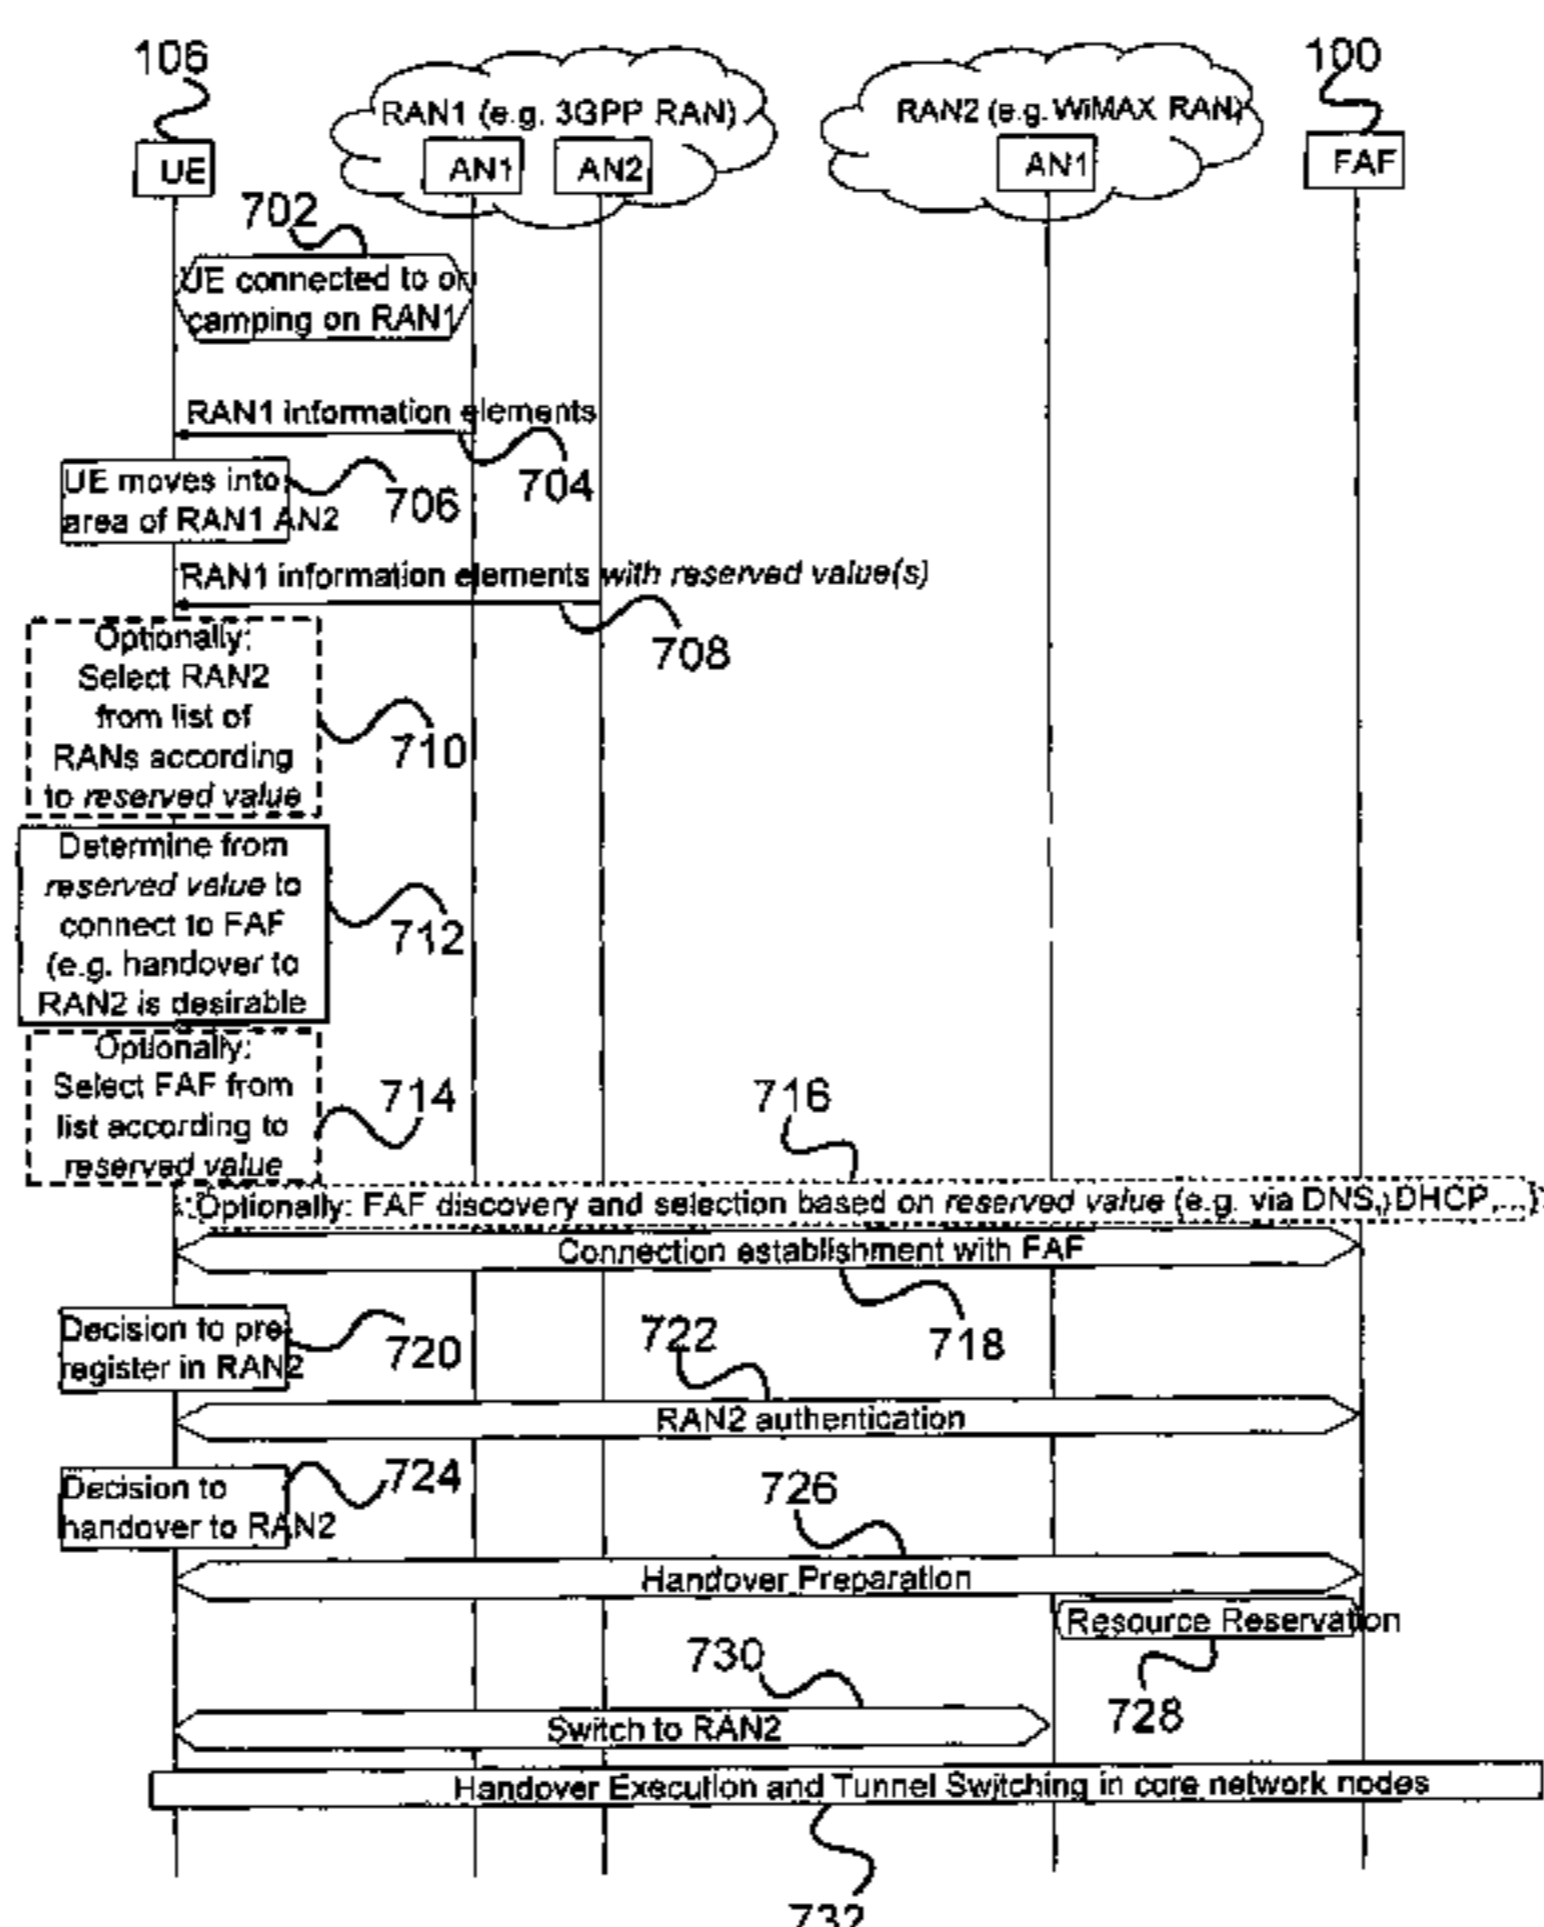 106
100
RAN1 (e.g. 3GPP RAN)
RAN2 (e.g. WiMAX RAN)
UE
AN1
AN2
AN1
FAF
702
UE connected to or
camping on RAN1
RAN1 information elements
704
UE moves into
area of RAN1 AN2
706
RAN1 information elements with reserved value(s)
708
Optionally:
Select RAN2
from list of
RANs according
to reserved value
710
Determine from
reserved value to
connect to FAF
(e.g. handover to
RAN2 is desirable
712
Optionally:
Select FAF from
list according to
reserved value
714
716
Optionally: FAF discovery and selection based on reserved value (e.g. via DNS,)DHCP,...)
Connection establishment with FAF
718
Decision to pre-
register in RAN2
720
722
RAN2 authentication
Decision to
handover to RAN2
724
726
Handover Preparation
Resource Reservation
728
730
Switch to RAN2
Handover Execution and Tunnel Switching in core network nodes
732